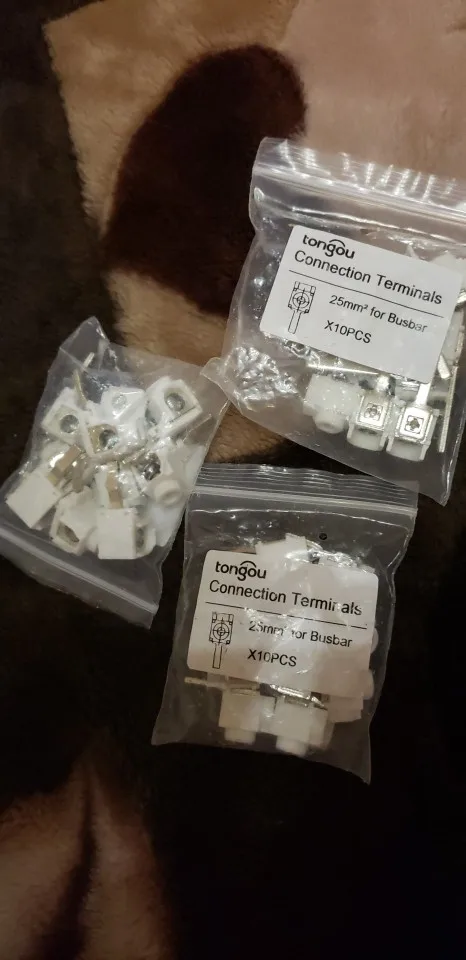 tongou
Connection Terminals
25mm² for Busbar
X10PCS
tongou
Connection Terminals
25mm² for Busbar
X10PCS